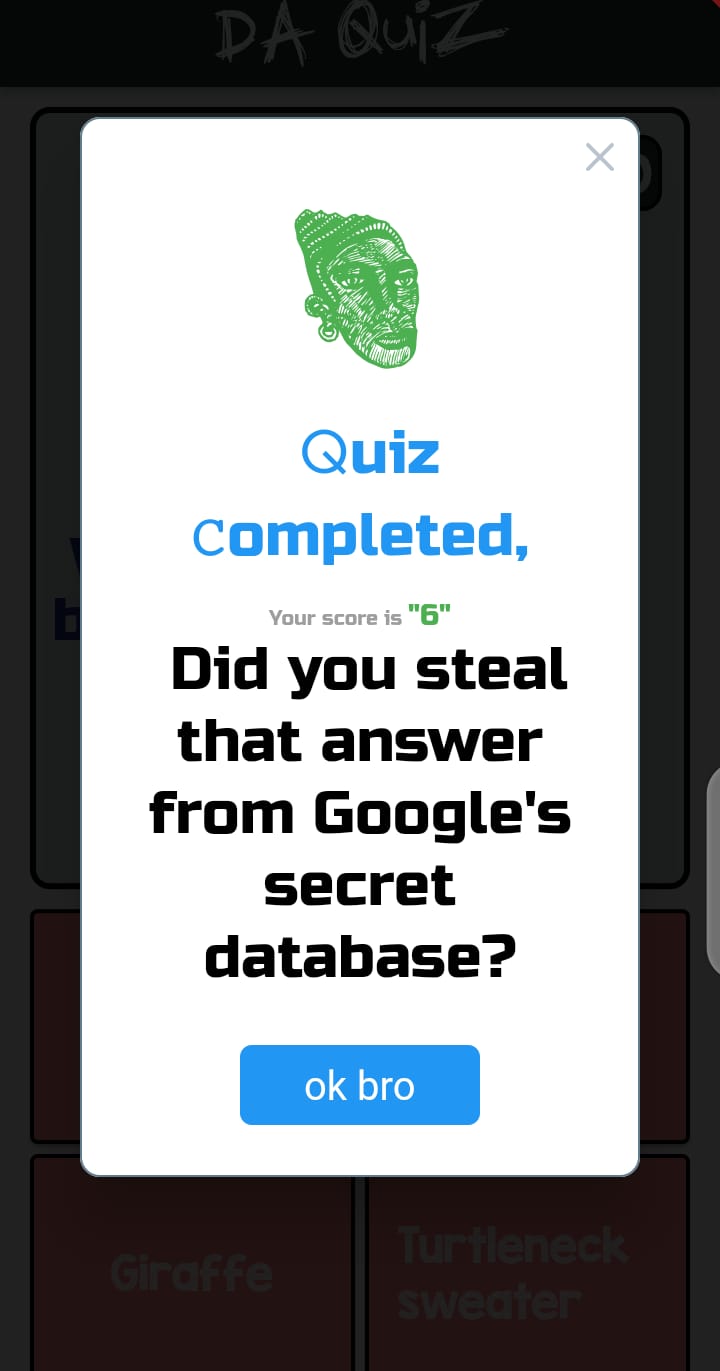 DA QUiZ
Quiz
completed,
Your score is "6"
Did you steal
that answer
from Google's
secret
database?
ok bro
Giraffe
Turtleneck
sweater